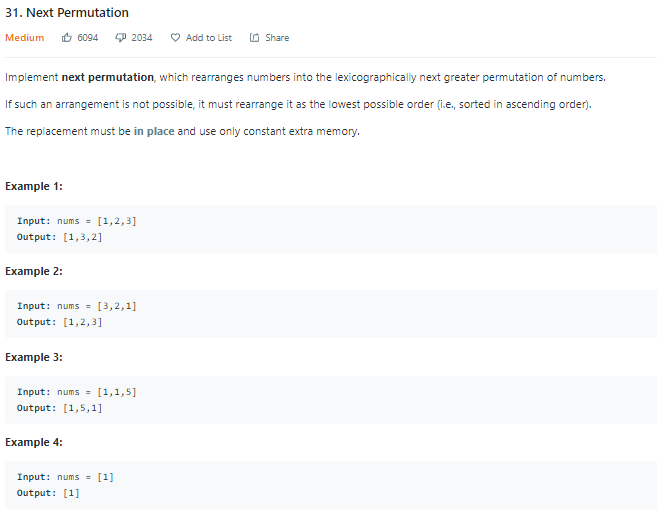 31. Next Permutation
Medium 6094 2034 Add to List Share
Implement next permutation, which rearranges numbers into the lexicographically next greater permutation of numbers.
If such an arrangement is not possible, it must rearrange it as the lowest possible order (i.e., sorted in ascending order).
The replacement must be in place and use only constant extra memory.
Example 1:
Input: nums = [1,2,3]
Output: [1,3,2]
Example 2:
Input: nums = [3,2,1]
Output: [1,2,3]
Example 3:
Input: nums = [1,1,5]
Output: [1,5,1]
Example 4:
Input: nums = [1]
Output: [1]